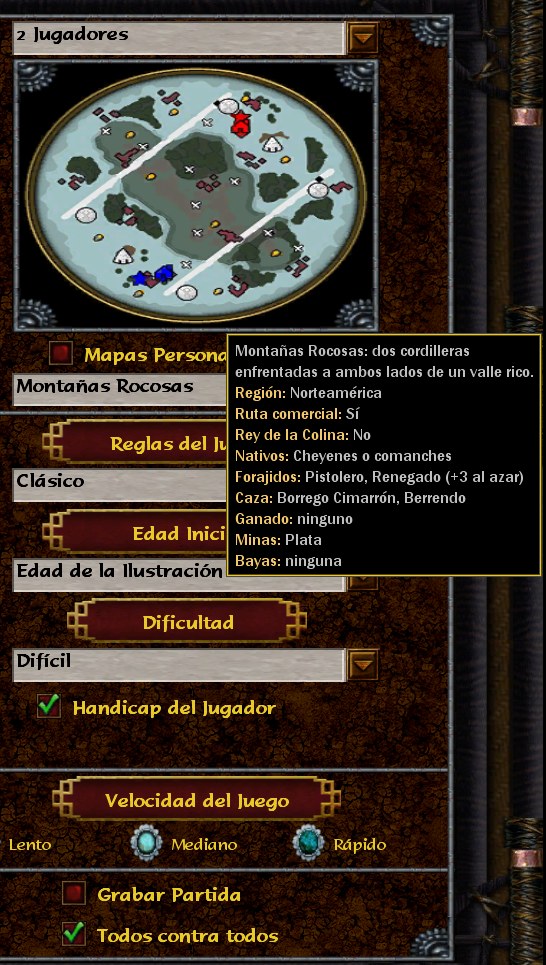 2 Jugadores
Mapas Persona
Montañas Rocosas
Montañas Rocosas: dos cordilleras
enfrentadas a ambos lados de un valle rico.
Región: Norteamérica
Ruta comercial: Sí
Rey de la Colina: No
Nativos: Cheyenes o comanches
Forajidos: Pistolero, Renegado (+3 al azar)
Caza: Borrego Cimarrón, Berrendo
Ganado: ninguno
Minas: Plata
Bayas: ninguna
Reglas del Ju
Clásico
Edad Inici
Edad de la Ilustración
Dificultad
Difícil
Handicap del Jugador
Velocidad del Juego
Lento Mediano Rápido
Grabar Partida
Todos contra todos